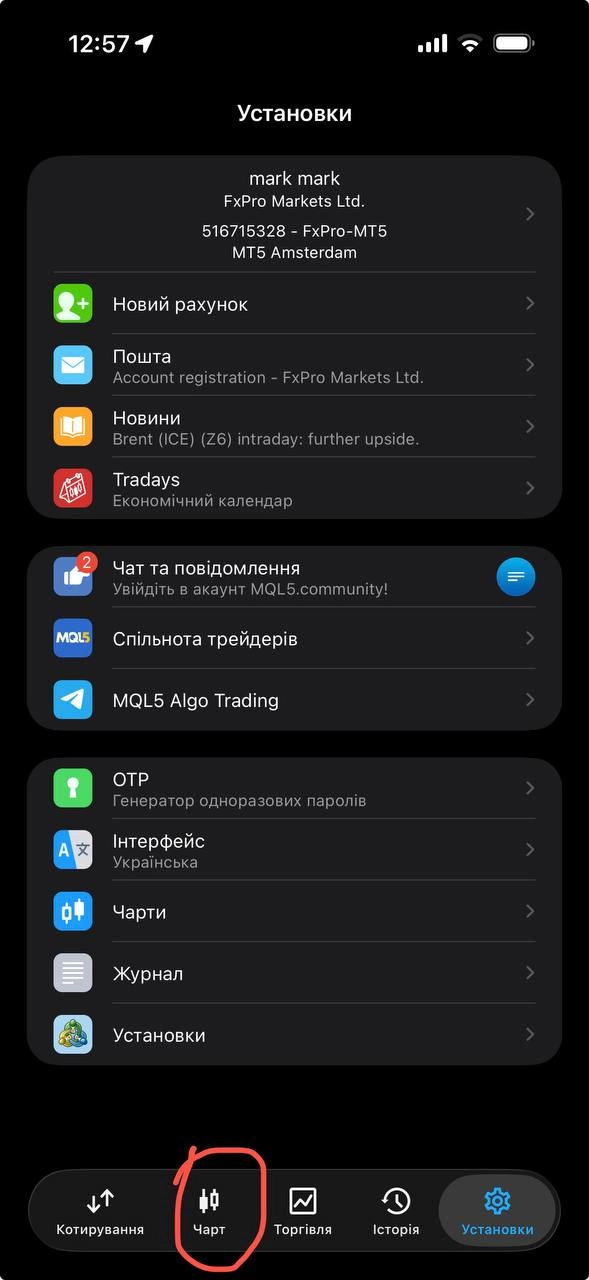 12:57
Установки
mark mark
FxPro Markets Ltd.
516715328 - FxPro-MT5
MT5 Amsterdam
Новий рахунок
Пошта
Account registration - FxPro Markets Ltd.
Новини
Brent (ICE) (Z6) intraday: further upside.
Tradays
Економічний календар
2
Чат та повідомлення
Увійдіть в акаунт MQL5.community!
MQL5
Спільнота трейдерів
MQL5 Algo Trading
OTP
Генератор одноразових паролів
A 文
Інтерфейс
Українська
Чарти
Журнал
Установки
Котирування
Чарт
Торгівля
Історія
Установки